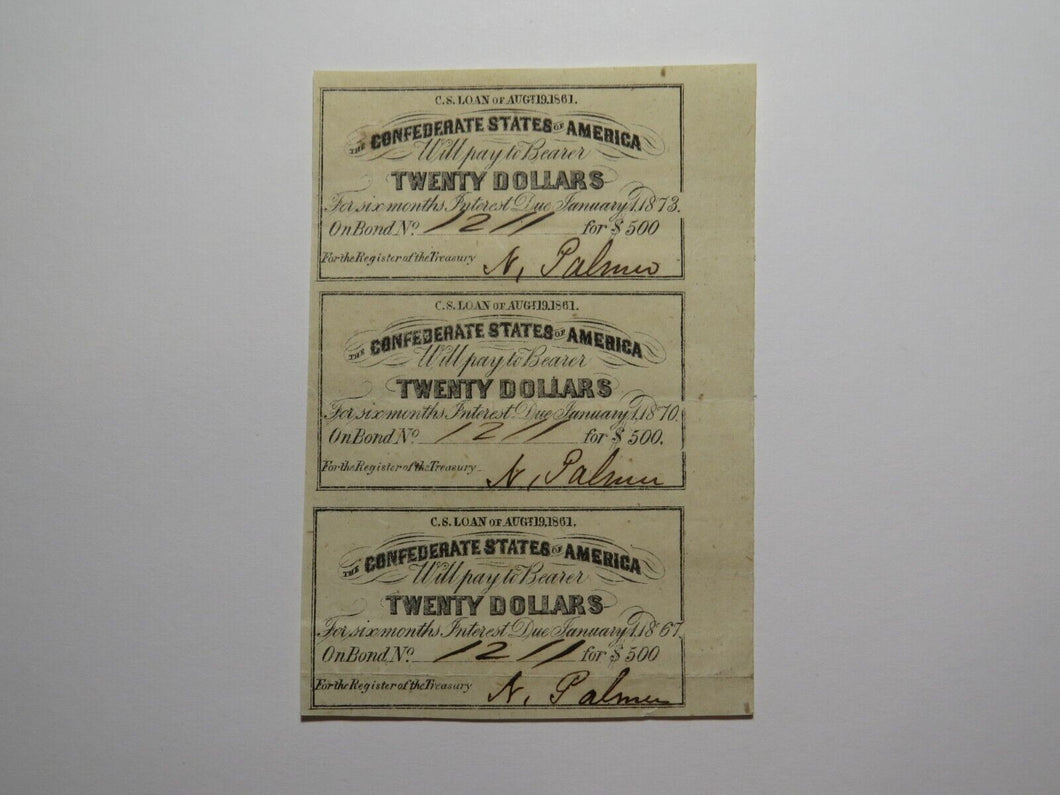 C.S. LOAN OF AUGT 19, 1861.
THE CONFEDERATE STATES OF AMERICA
Will pay to Bearer
TWENTY DOLLARS
For six months Interest Due January 1, 1873.
On Bond No. 1211 for $500
For the Register of the Treasury N. Palmer
C.S. LOAN OF AUGT 19, 1861.
THE CONFEDERATE STATES OF AMERICA
Will pay to Bearer
TWENTY DOLLARS
For six months Interest Due January 1, 1870.
On Bond No. 1211 for $500.
For the Register of the Treasury N. Palmer
C.S. LOAN OF AUGT 19, 1861.
THE CONFEDERATE STATES OF AMERICA
Will pay to Bearer
TWENTY DOLLARS
For six months Interest Due January 1, 1867.
On Bond No. 1211 for $500
For the Register of the Treasury N. Palmer